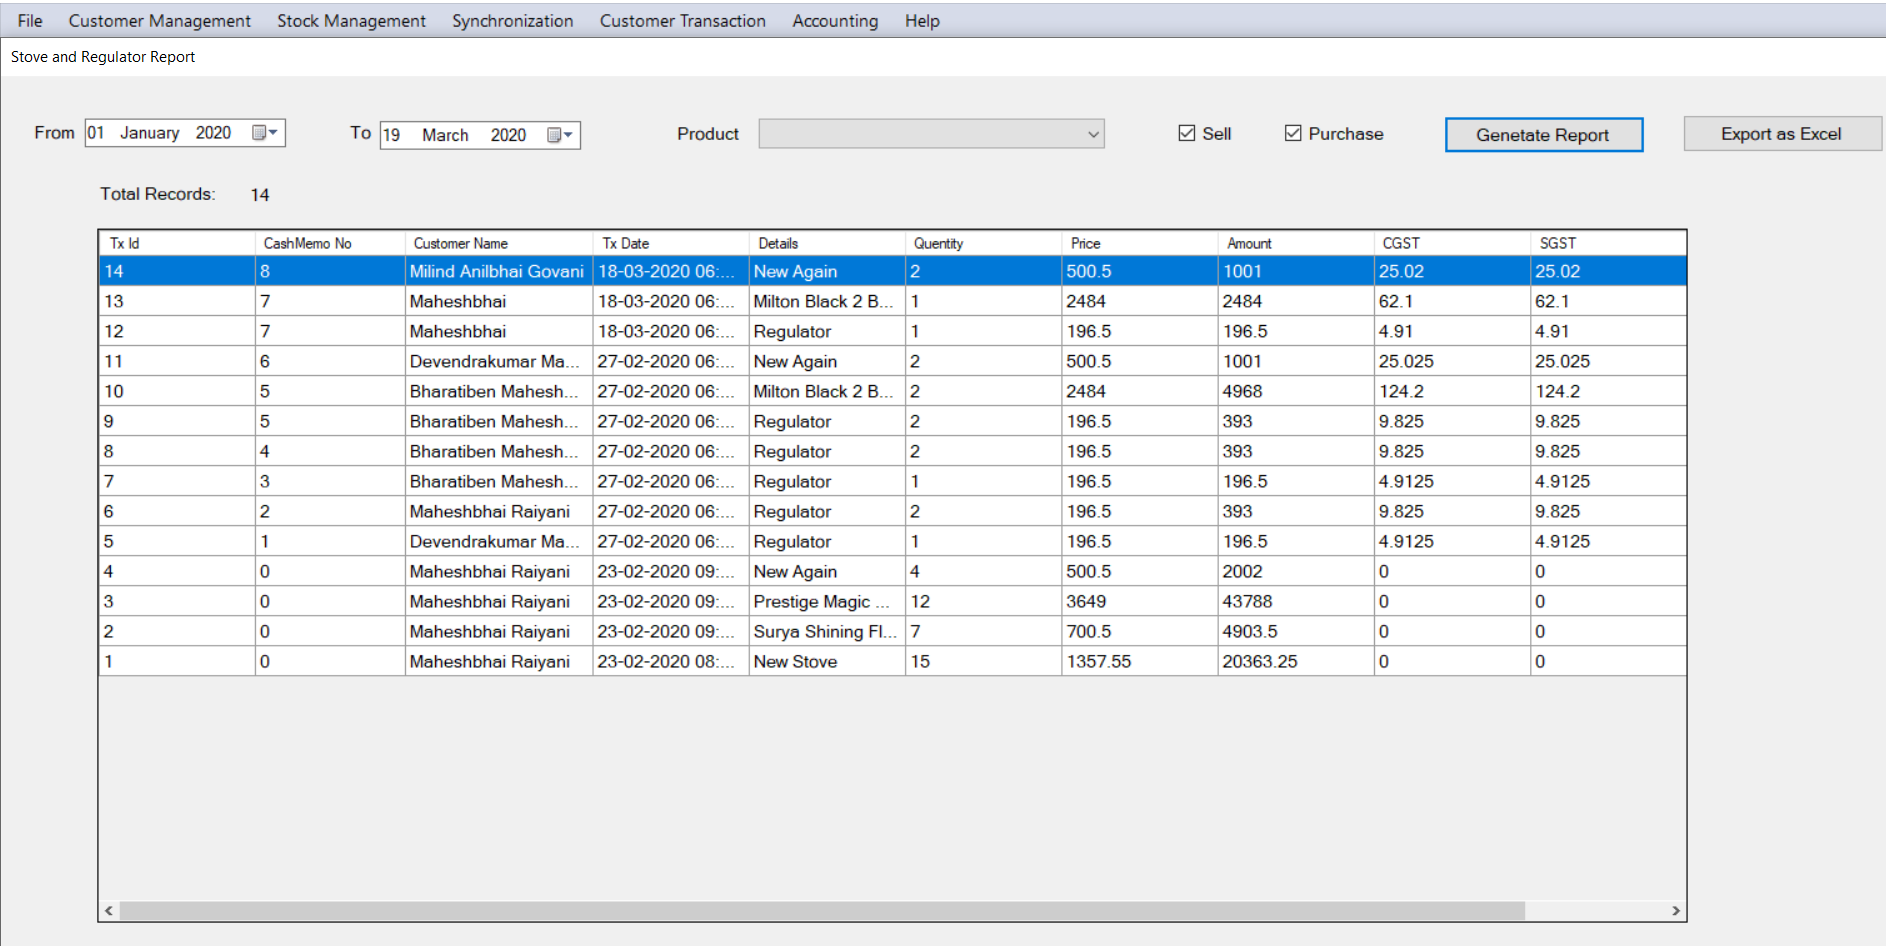 File Customer Management Stock Management Synchronization Customer Transaction Accounting Help
Stove and Regulator Report
From 01 January 2020 To 19 March 2020 Product Sell Purchase Genetate Report Export as Excel
Total Records: 14
Tx Id CashMemo No Customer Name Tx Date Details Quentity Price Amount CGST SGST
14 8 Milind Anilbhai Govani 18-03-2020 06:... New Again 2 500.5 1001 25.02 25.02
13 7 Maheshbhai 18-03-2020 06:... Milton Black 2 B... 1 2484 2484 62.1 62.1
12 7 Maheshbhai 18-03-2020 06:... Regulator 1 196.5 196.5 4.91 4.91
11 6 Devendrakumar Ma... 27-02-2020 06:... New Again 2 500.5 1001 25.025 25.025
10 5 Bharatiben Mahesh... 27-02-2020 06:... Milton Black 2 B... 2 2484 4968 124.2 124.2
9 5 Bharatiben Mahesh... 27-02-2020 06:... Regulator 2 196.5 393 9.825 9.825
8 4 Bharatiben Mahesh... 27-02-2020 06:... Regulator 2 196.5 393 9.825 9.825
7 3 Bharatiben Mahesh... 27-02-2020 06:... Regulator 1 196.5 196.5 4.9125 4.9125
6 2 Maheshbhai Raiyani 27-02-2020 06:... Regulator 2 196.5 393 9.825 9.825
5 1 Devendrakumar Ma... 27-02-2020 06:... Regulator 1 196.5 196.5 4.9125 4.9125
4 0 Maheshbhai Raiyani 23-02-2020 09:... New Again 4 500.5 2002 0 0
3 0 Maheshbhai Raiyani 23-02-2020 09:... Prestige Magic ... 12 3649 43788 0 0
2 0 Maheshbhai Raiyani 23-02-2020 09:... Surya Shining Fl... 7 700.5 4903.5 0 0
1 0 Maheshbhai Raiyani 23-02-2020 08:... New Stove 15 1357.55 20363.25 0 0